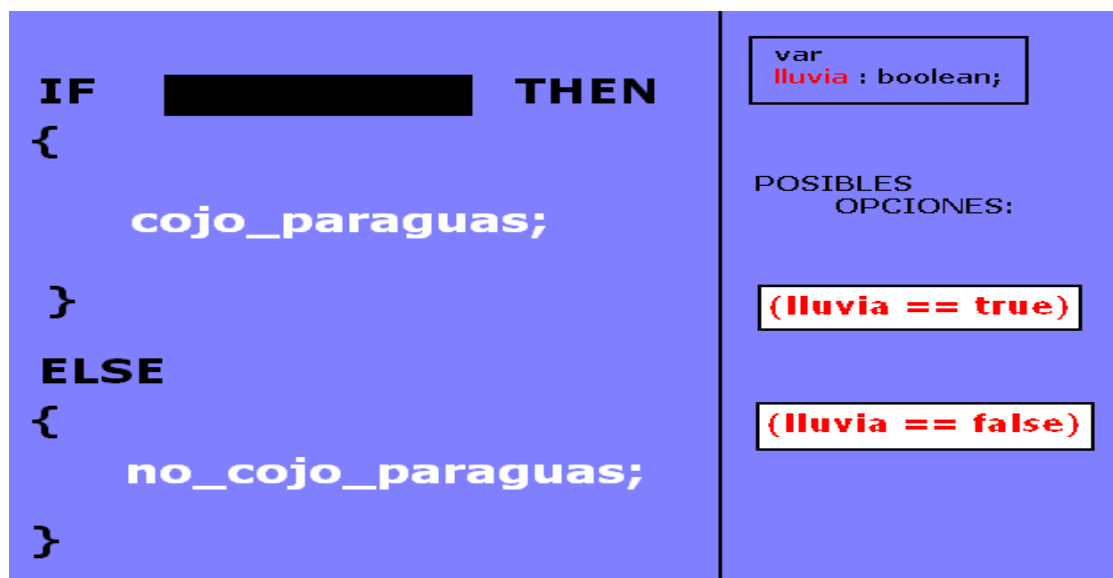 IF THEN
{
cojo_paraguas;
}
ELSE
{
no_cojo_paraguas;
}
var
lluvia : boolean;
POSIBLES
OPCIONES:
(lluvia == true)
(lluvia == false)